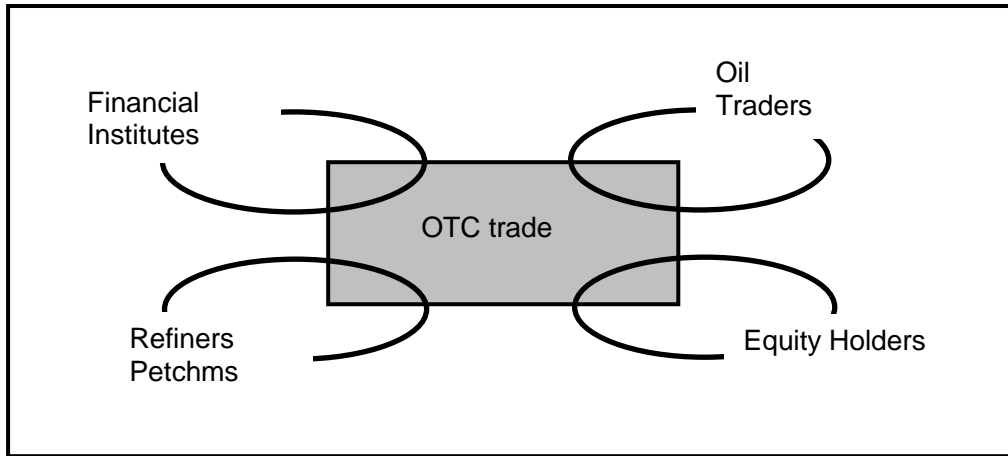 Financial
Institutes
Oil
Traders
OTC trade
Refiners
Petchms
Equity Holders